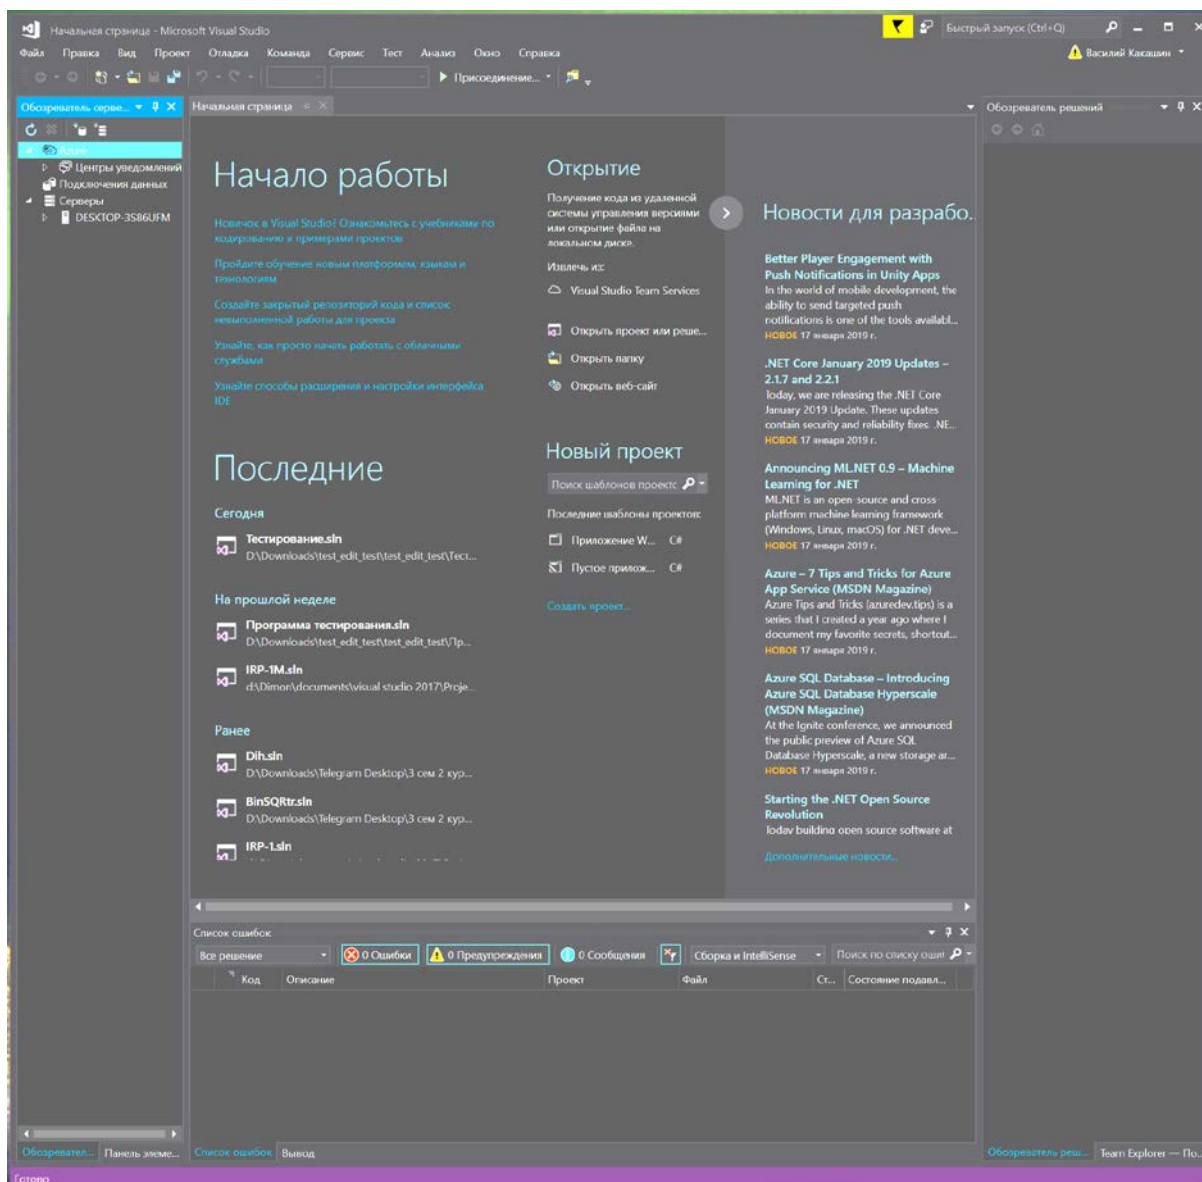 Начальная страница - Microsoft Visual Studio
Быстрый запуск (Ctrl+Q)
Файл Правка Вид Проект Отладка Команда Сервис Тест Анализ Окно Справка
Василий Какашин
Присоединение...
Обозреватель серве...
Azure
Центры уведомлений
Подключения данных
Серверы
DESKTOP-3S86UFM
Начальная страница
Начало работы
Новичок в Visual Studio? Ознакомьтесь с учебниками по
кодированию и примерами проектов
Пройдите обучение новым платформам, языкам и
технологиям
Создайте закрытый репозиторий кода и список
невыполненной работы для проекта
Узнайте, как просто начать работать с облачными
службами
Узнайте способы расширения и настройки интерфейса
IDE
Последние
Сегодня
Тестирование.sln
D:\Downloads\test_edit_test\test_edit_test\Тест...
На прошлой неделе
Программа тестирования.sln
D:\Downloads\test_edit_test\test_edit_test\Пр...
IRP-1M.sln
d:\Dimon\documents\visual studio 2017\Proje...
Ранее
Dih.sln
D:\Downloads\Telegram Desktop\3 сем 2 кур...
BinSQRtr.sln
D:\Downloads\Telegram Desktop\3 сем 2 кур...
IRP-1.sln
Открытие
Получение кода из удаленной
системы управления версиями
или открытие файла на
локальном диске.
Извлечь из:
Visual Studio Team Services
Открыть проект или реше...
Открыть папку
Открыть веб-сайт
Новый проект
Поиск шаблонов проектс
Последние шаблоны проектов:
Приложение W... C#
Пустое прилож... C#
Создать проект...
Новости для разрабо...
Better Player Engagement with
Push Notifications in Unity Apps
In the world of mobile development, the
ability to send targeted push
notifications is one of the tools availabl...
НОВОЕ 17 января 2019 г.
.NET Core January 2019 Updates –
2.1.7 and 2.2.1
Today, we are releasing the .NET Core
January 2019 Update. These updates
contain security and reliability fixes. .NE...
НОВОЕ 17 января 2019 г.
Announcing ML.NET 0.9 – Machine
Learning for .NET
ML.NET is an open-source and cross-
platform machine learning framework
(Windows, Linux, macOS) for .NET deve...
НОВОЕ 17 января 2019 г.
Azure – 7 Tips and Tricks for Azure
App Service (MSDN Magazine)
Azure Tips and Tricks (azuredev.tips) is a
series that I created a year ago where I
document my favorite secrets, shortcut...
НОВОЕ 17 января 2019 г.
Azure SQL Database – Introducing
Azure SQL Database Hyperscale
(MSDN Magazine)
At the Ignite conference, we announced
the public preview of Azure SQL
Database Hyperscale, a new storage ar...
НОВОЕ 17 января 2019 г.
Starting the .NET Open Source
Revolution
Today building open source software at
Дополнительные новости...
Обозреватель решений
Список ошибок
Все решение 0 Ошибки 0 Предупреждения 0 Сообщения Сборка и IntelliSense Поиск по списку ошиб
Код Описание Проект Файл Ст... Состояние подавл...
Обозревател... Панель элеме... Список ошибок Вывод Обозреватель реш... Team Explorer — По...
Готово